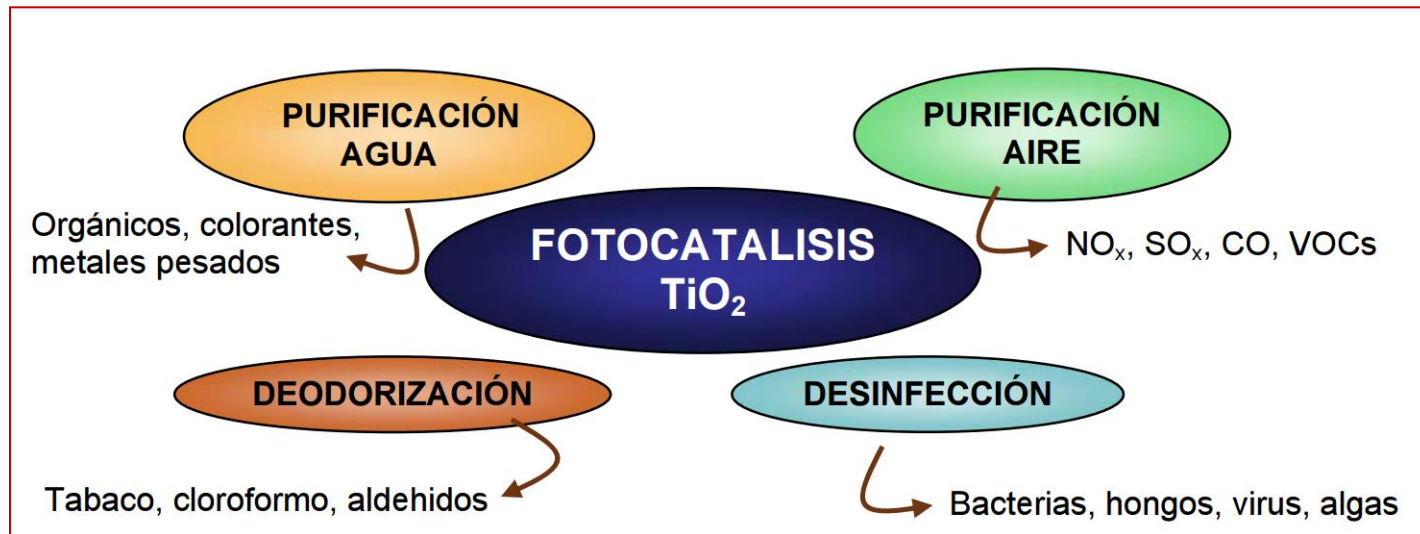 PURIFICACIÓN
AGUA
PURIFICACIÓN
AIRE
Orgánicos, colorantes,
metales pesados
FOTOCATALISIS
TiO₂
NOₓ, SOₓ, CO, VOCs
DEODORIZACIÓN
DESINFECCIÓN
Tabaco, cloroformo, aldehidos
Bacterias, hongos, virus, algas